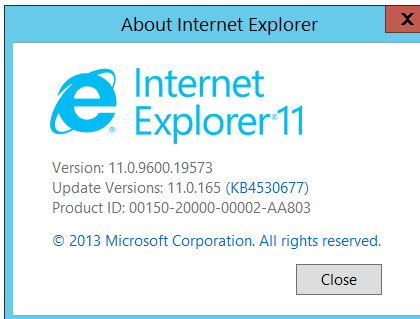 About Internet Explorer
X
Internet
Explorer®11
Version: 11.0.9600.19573
Update Versions: 11.0.165 (KB4530677)
Product ID: 00150-20000-00002-AA803
© 2013 Microsoft Corporation. All rights reserved.
Close